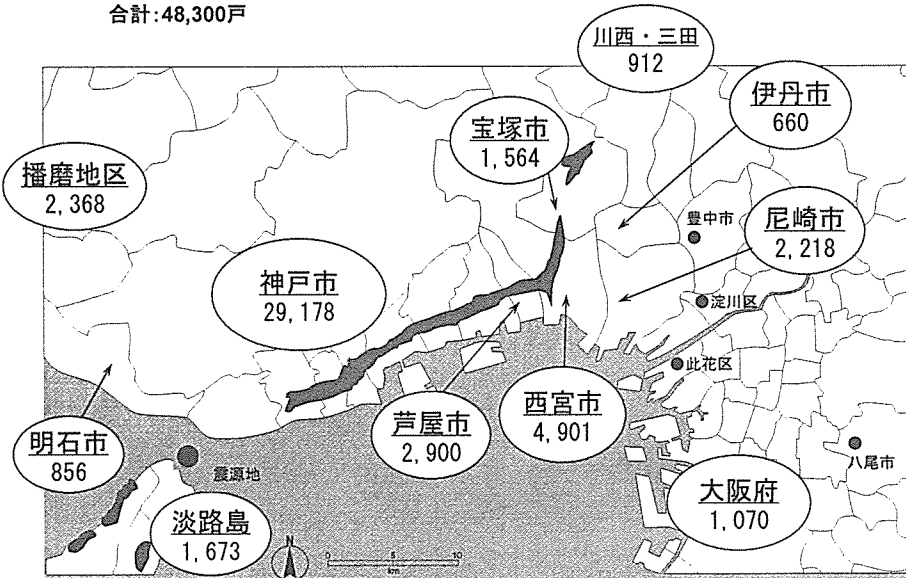 合計:48,300戸
川西・三田
912
伊丹市
660
宝塚市
1,564
播磨地区
2,368
豊中市
尼崎市
2,218
神戸市
29,178
淀川区
此花区
西宮市
4,901
芦屋市
2,900
明石市
856
震源地
八尾市
大阪府
1,070
淡路島
1,673
N
0 5 10
km